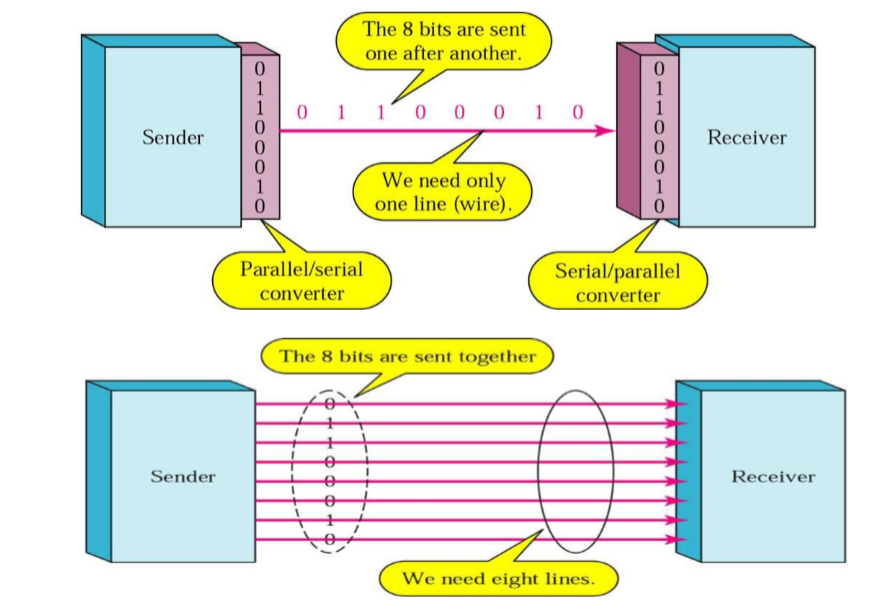 The 8 bits are sent
one after another.
Sender
0
1
1
0
0
0
1
0
0 1 1 0 0 0 1 0
0
1
1
0
0
0
1
0
Receiver
We need only
one line (wire).
Parallel/serial
converter
Serial/parallel
converter
The 8 bits are sent together
Sender
0
1
1
0
0
0
1
0
Receiver
We need eight lines.